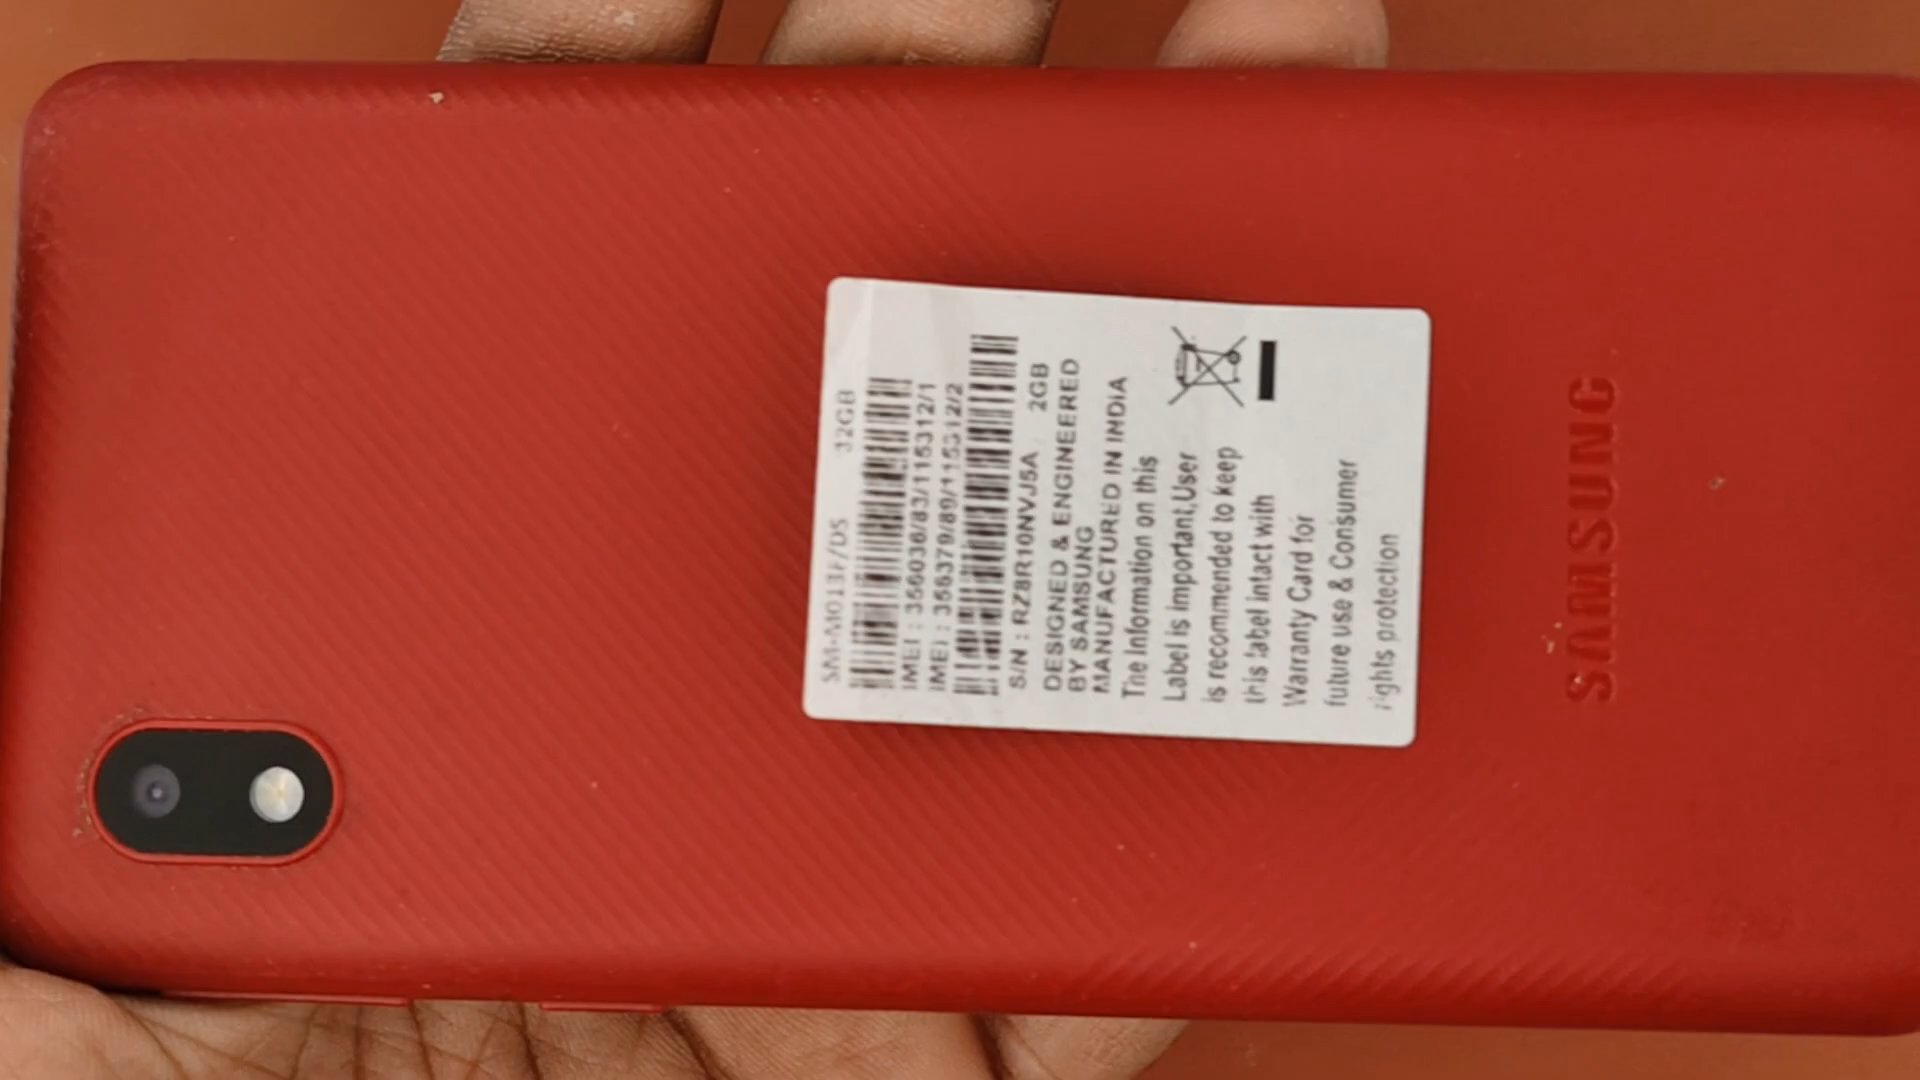 SM-M013F/DS 32GB
IMEI : 356036/83/115312/1
IMEI : 356379/89/115312/2
S/N : RZ8R10NVJ5A 2GB
DESIGNED & ENGINEERED
BY SAMSUNG
MANUFACTURED IN INDIA
The Information on this
Label is important,User
is recommended to keep
this label intact with
Warranty Card for
future use & Consumer
rights protection
SAMSUNG